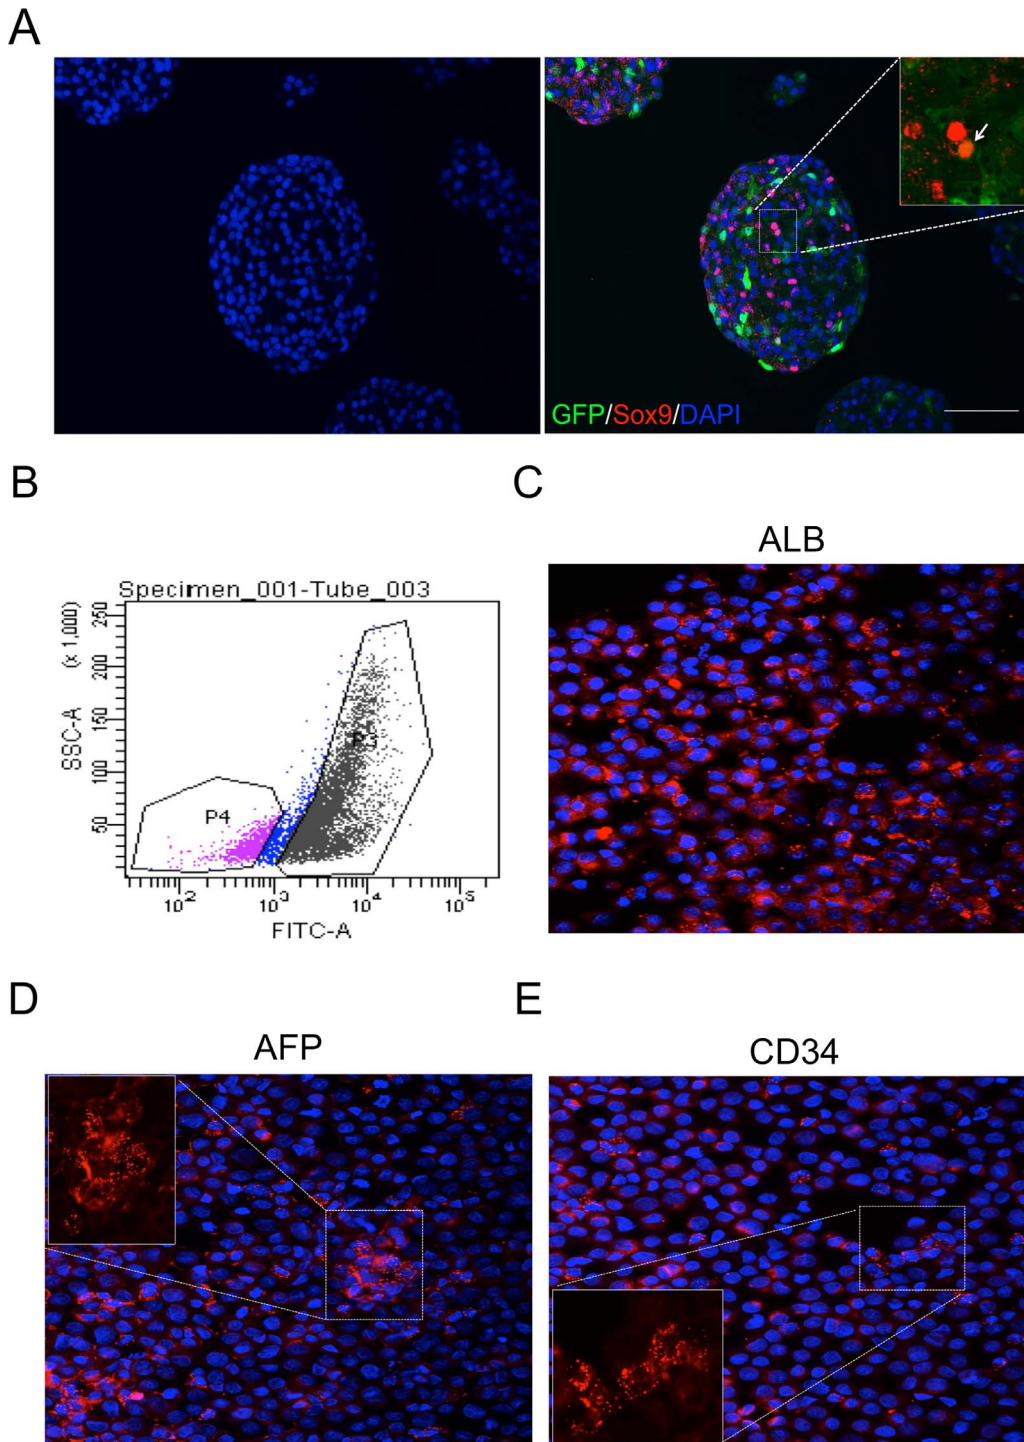 A
GFP/Sox9/DAPI
B
C
Specimen_001-Tube_003
SSC-A
(x 1,000)
250
200
150
100
50
P4
10²
10³
10⁴
10⁵
FITC-A
ALB
D
E
AFP
CD34